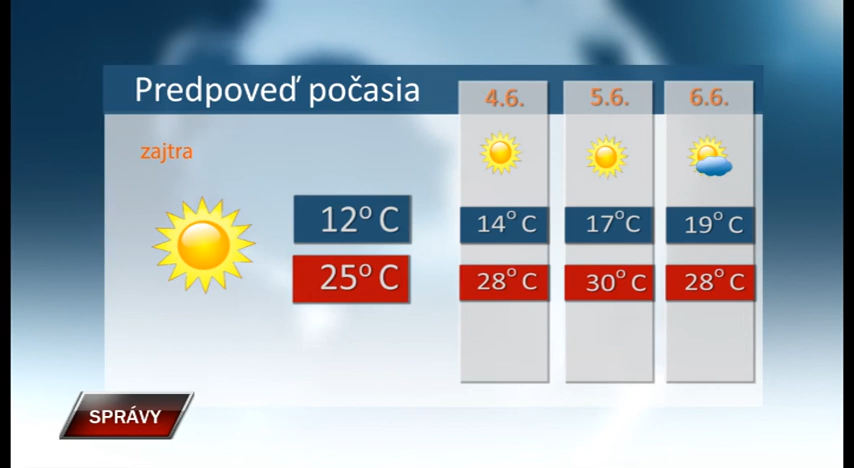 Predpoveď počasia
4.6.
5.6.
6.6.
zajtra
12° C
25° C
14° C
17°C
19° C
28° C
30° C
28° C
SPRÁVY